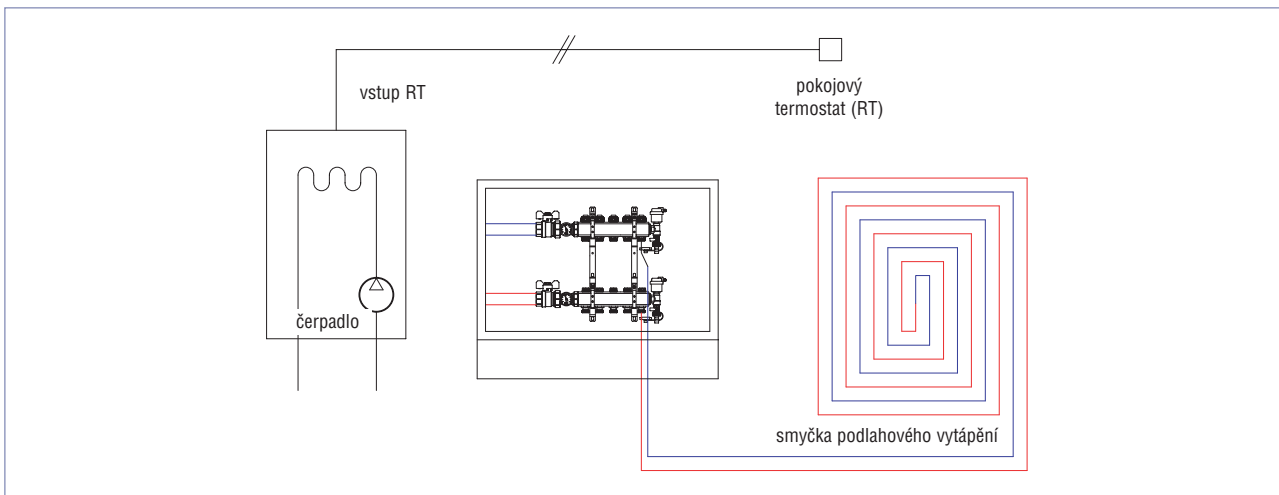 vstup RT
pokojový
termostat (RT)
čerpadlo
smyčka podlahového vytápění